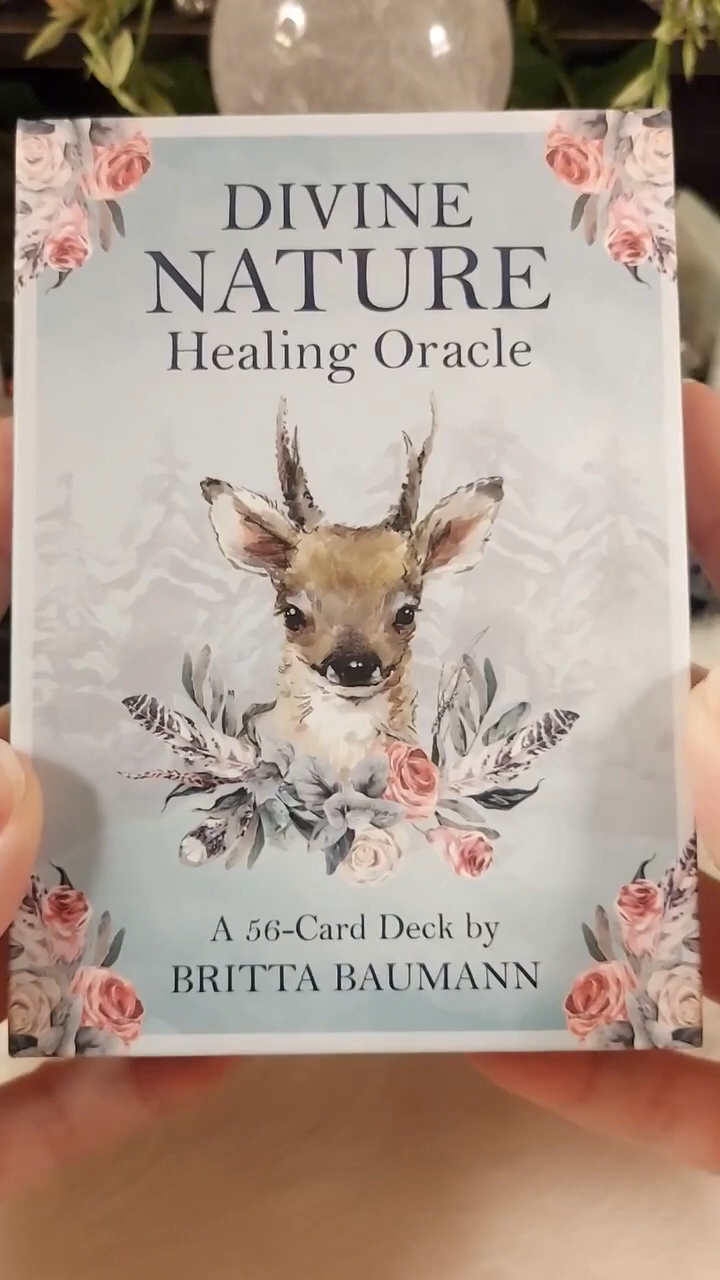 DIVINE
NATURE
Healing Oracle
A 56-Card Deck by
BRITTA BAUMANN